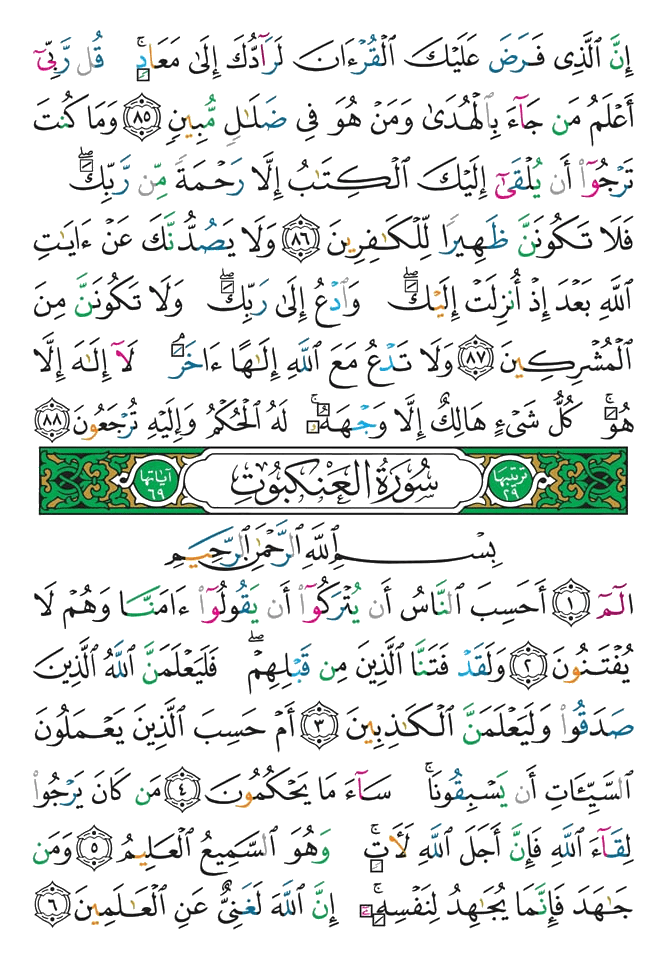 إِنَّ ٱلَّذِى فَرَضَ عَلَيْكَ ٱلْقُرْءَانَ لَرَآدُّكَ إِلَىٰ مَعَادٍۚ قُل رَّبِّىٓ
أَعْلَمُ مَن جَآءَ بِٱلْهُدَىٰ وَمَنْ هُوَ فِى ضَلَٰلٍ مُّبِينٍ ٨٥ وَمَا كُنتَ
تَرْجُوٓا۟ أَن يُلْقَىٰٓ إِلَيْكَ ٱلْكِتَٰبُ إِلَّا رَحْمَةً مِّن رَّبِّكَۖ
فَلَا تَكُونَنَّ ظَهِيرًا لِّلْكَٰفِرِينَ ٨٦ وَلَا يَصُدُّنَّكَ عَنْ ءَايَٰتِ
ٱللَّهِ بَعْدَ إِذْ أُنزِلَتْ إِلَيْكَۖ وَٱدْعُ إِلَىٰ رَبِّكَۖ وَلَا تَكُونَنَّ مِنَ
ٱلْمُشْرِكِينَ ٨٧ وَلَا تَدْعُ مَعَ ٱللَّهِ إِلَٰهًا ءَاخَرَۘ لَآ إِلَٰهَ إِلَّا
هُوَۚ كُلُّ شَىْءٍ هَالِكٌ إِلَّا وَجْهَهُۥۚ لَهُ ٱلْحُكْمُ وَإِلَيْهِ تُرْجَعُونَ ٨٨
ترتيبها ٢٩ سُورَةُ الْعَنكَبُوتِ آياتها ٦٩
بِسْمِ ٱللَّهِ ٱلرَّحْمَٰنِ ٱلرَّحِيمِ
الٓمٓ ١ أَحَسِبَ ٱلنَّاسُ أَن يُتْرَكُوٓا۟ أَن يَقُولُوٓا۟ ءَامَنَّا وَهُمْ لَا
يُفْتَنُونَ ٢ وَلَقَدْ فَتَنَّا ٱلَّذِينَ مِن قَبْلِهِمْۖ فَلَيَعْلَمَنَّ ٱللَّهُ ٱلَّذِينَ
صَدَقُوا۟ وَلَيَعْلَمَنَّ ٱلْكَٰذِبِينَ ٣ أَمْ حَسِبَ ٱلَّذِينَ يَعْمَلُونَ
ٱلسَّيِّـَٔاتِ أَن يَسْبِقُونَاۚ سَآءَ مَا يَحْكُمُونَ ٤ مَن كَانَ يَرْجُوا۟
لِقَآءَ ٱللَّهِ فَإِنَّ أَجَلَ ٱللَّهِ لَءَاتٍۚ وَهُوَ ٱلسَّمِيعُ ٱلْعَلِيمُ ٥ وَمَن
جَٰهَدَ فَإِنَّمَا يُجَٰهِدُ لِنَفْسِهِۦٓۚ إِنَّ ٱللَّهَ لَغَنِىٌّ عَنِ ٱلْعَٰلَمِينَ ٦